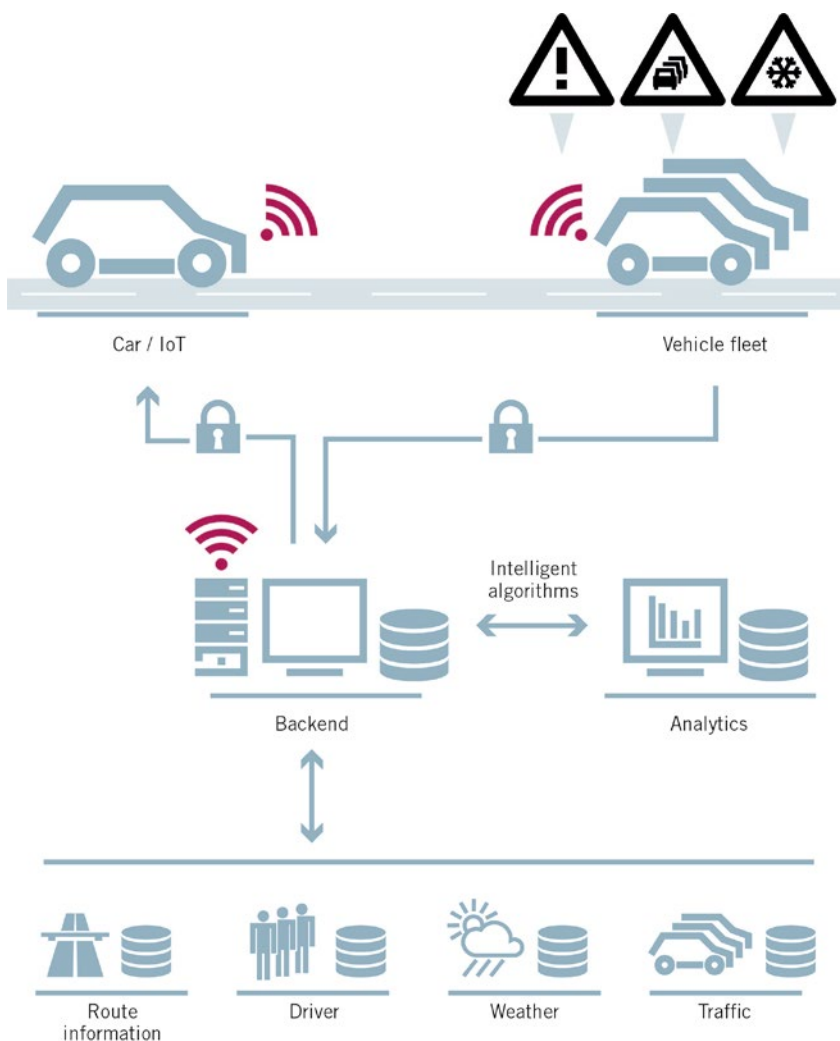 !
Car / IoT
Vehicle fleet
Intelligent
algorithms
Backend
Analytics
Route
information
Driver
Weather
Traffic